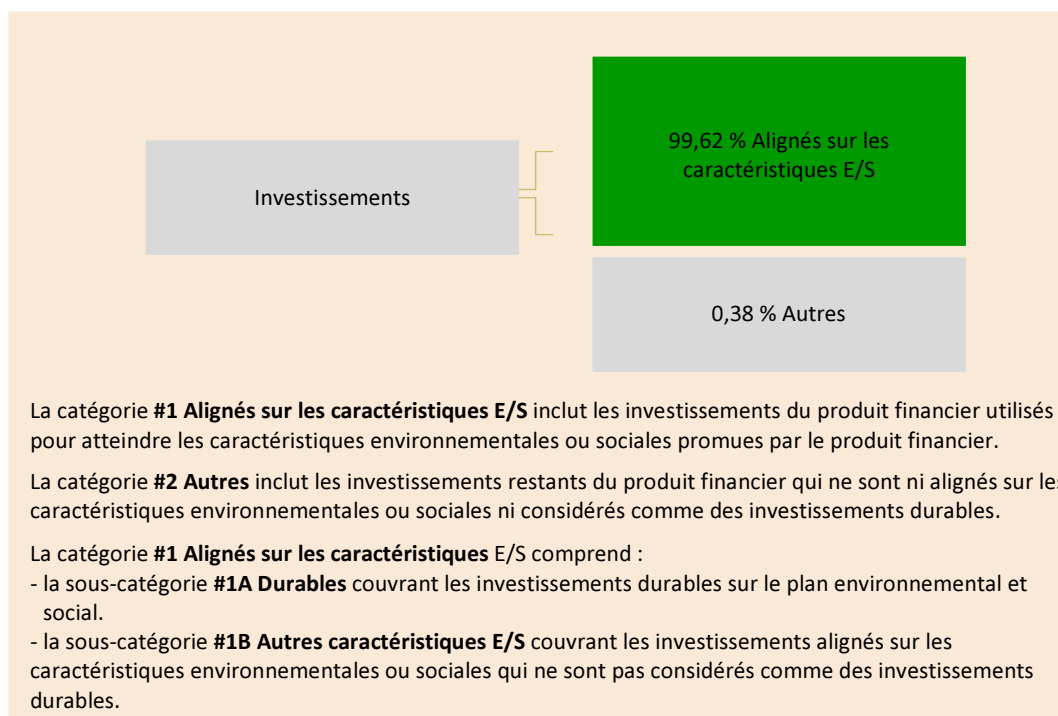 99,62 % Alignés sur les
caractéristiques E/S
Investissements
0,38 % Autres
La catégorie #1 Alignés sur les caractéristiques E/S inclut les investissements du produit financier utilisés
pour atteindre les caractéristiques environnementales ou sociales promues par le produit financier.
La catégorie #2 Autres inclut les investissements restants du produit financier qui ne sont ni alignés sur les
caractéristiques environnementales ou sociales ni considérés comme des investissements durables.
La catégorie #1 Alignés sur les caractéristiques E/S comprend :
- la sous-catégorie #1A Durables couvrant les investissements durables sur le plan environnemental et
social.
- la sous-catégorie #1B Autres caractéristiques E/S couvrant les investissements alignés sur les
caractéristiques environnementales ou sociales qui ne sont pas considérés comme des investissements
durables.